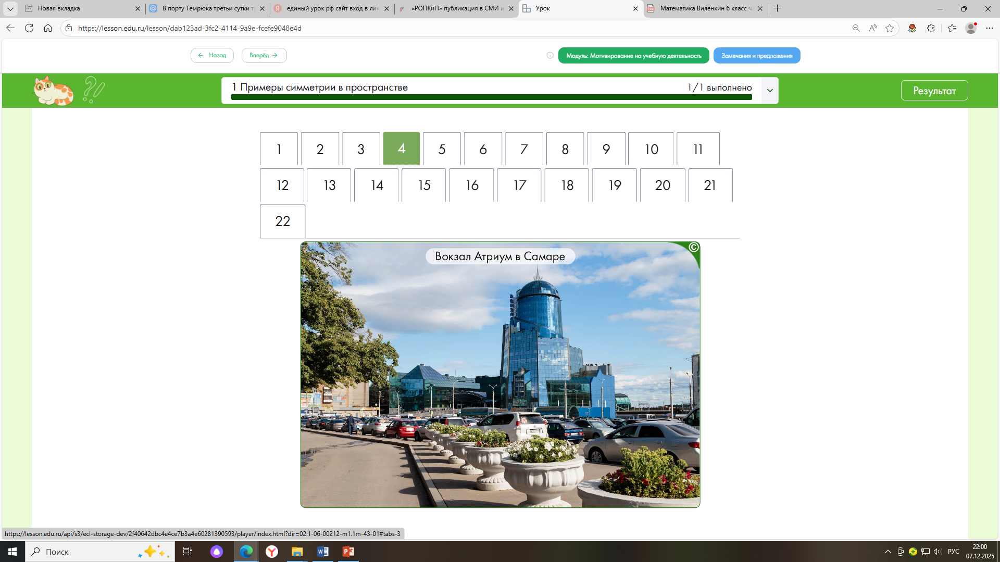 Новая вкладка
В порту Темрюка третьи сутки ту
единый урок рф сайт вход в лич
«РОПКиП» публикация в СМИ и
Урок
Математика Виленкин 6 класс ч
https://lesson.edu.ru/lesson/dab123ad-3fc2-4114-9a9e-fcefe9048e4d
← Назад
Вперёд →
Модуль: Мотивирование на учебную деятельность
Замечания и предложения
1 Примеры симметрии в пространстве
1/1 выполнено
Результат
1 2 3 4 5 6 7 8 9 10 11
12 13 14 15 16 17 18 19 20 21
22
©
Вокзал Атриум в Самаре
https://lesson.edu.ru/api/s3/ecl-storage-dev/2f40642dbc4e4ce7b3a4e60281390593/player/index.html?dir=02.1-06-00212-m1.1m-43-01#tabs-3
Поиск
РУС
22:00
07.12.2025